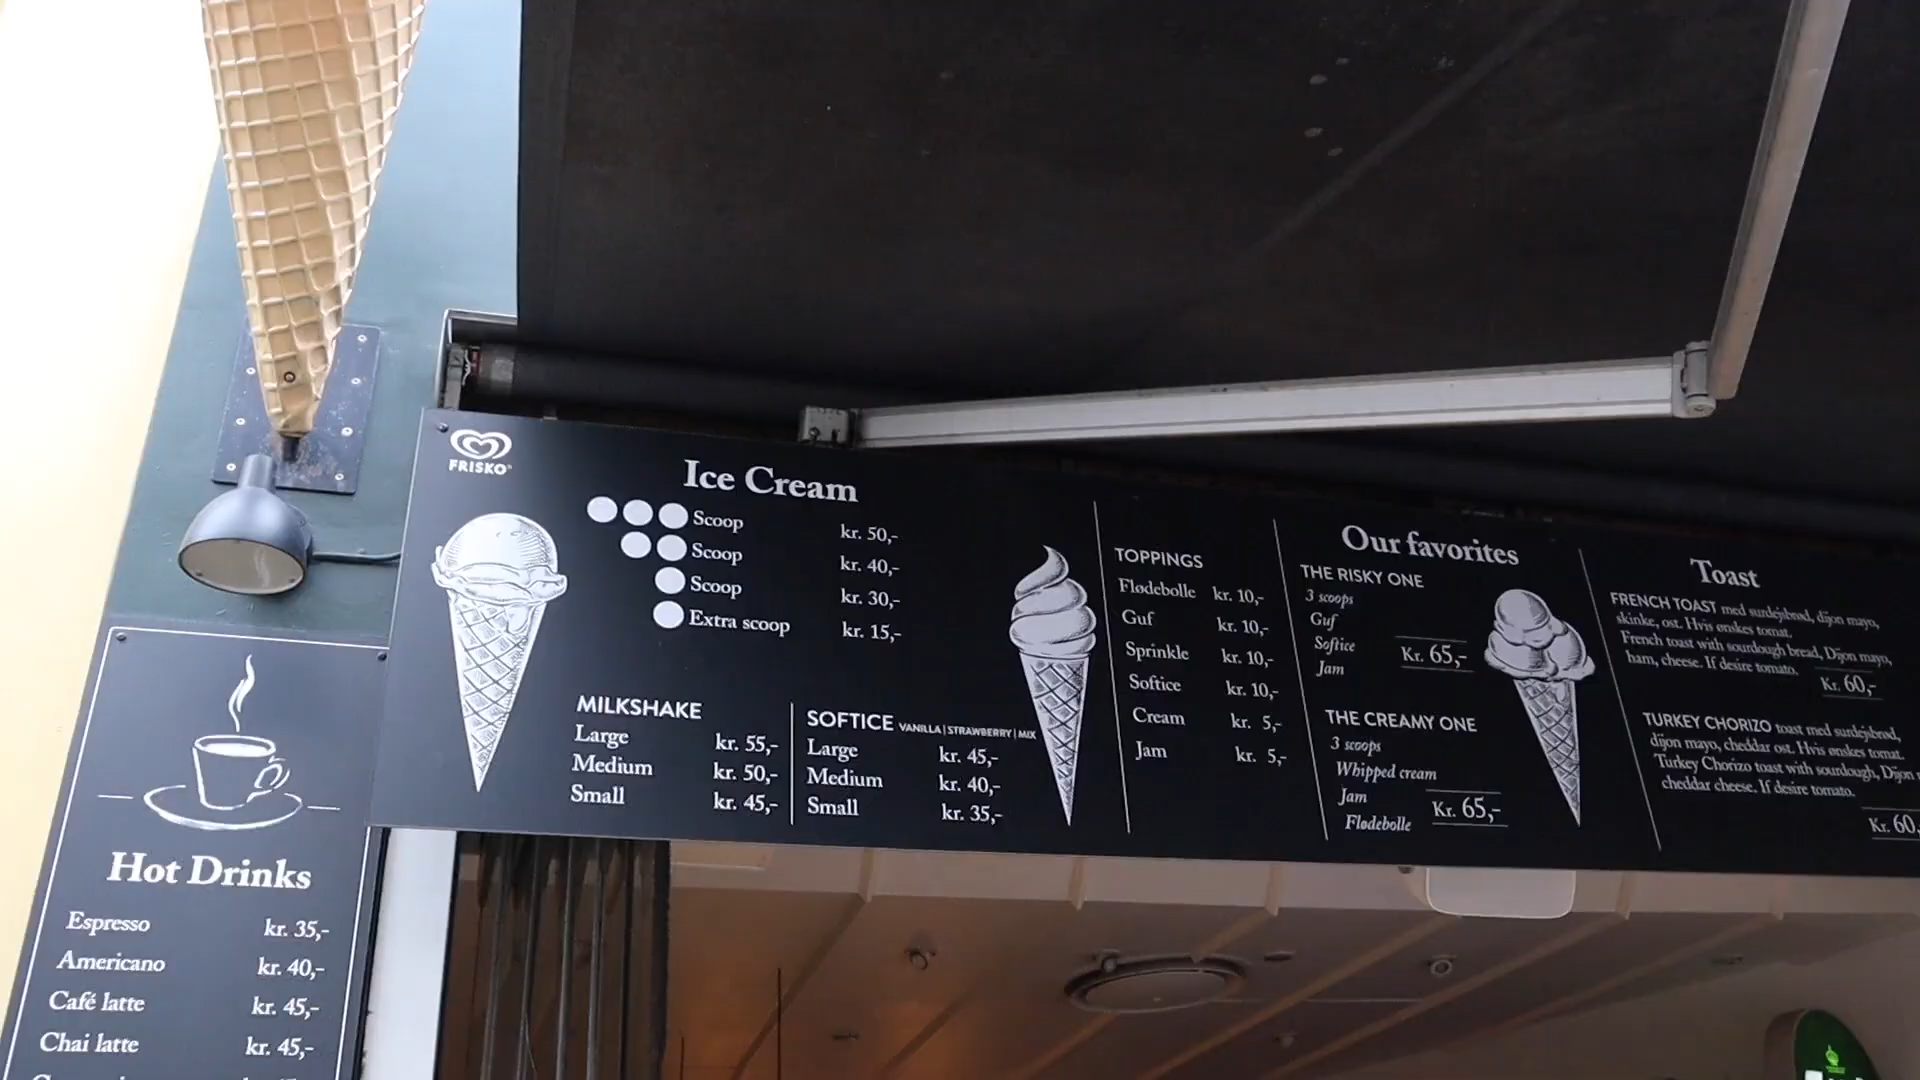 FRISKO
Ice Cream
Scoop kr. 50,-
Scoop kr. 40,-
Scoop kr. 30,-
Extra scoop kr. 15,-
MILKSHAKE
Large kr. 55,-
Medium kr. 50,-
Small kr. 45,-
SOFTICE VANILLA | STRAWBERRY | MIX
Large kr. 45,-
Medium kr. 40,-
Small kr. 35,-
TOPPINGS
Flødebolle kr. 10,-
Guf kr. 10,-
Sprinkle kr. 10,-
Softice kr. 10,-
Cream kr. 5,-
Jam kr. 5,-
Our favorites
THE RISKY ONE
3 scoops
Guf
Softice
Jam
Kr. 65,-
THE CREAMY ONE
3 scoops
Whipped cream
Jam
Flødebolle
Kr. 65,-
Toast
FRENCH TOAST med surdejsbrød, dijon mayo,
skinke, ost. Hvis ønskes tomat.
French toast with sourdough bread, Dijon mayo,
ham, cheese. If desire tomato.
Kr. 60,-
TURKEY CHORIZO toast med surdejsbrød,
dijon mayo, cheddar ost. Hvis ønskes tomat.
Turkey Chorizo toast with sourdough, Dijon
cheddar cheese. If desire tomato.
Kr. 60,
Hot Drinks
Espresso kr. 35,-
Americano kr. 40,-
Café latte kr. 45,-
Chai latte kr. 45,-